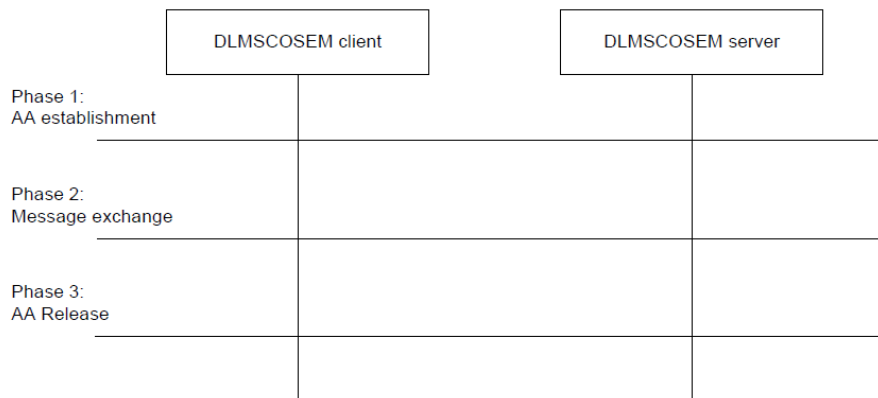 DLMSCOSEM client
DLMSCOSEM server
Phase 1:
AA establishment
Phase 2:
Message exchange
Phase 3:
AA Release